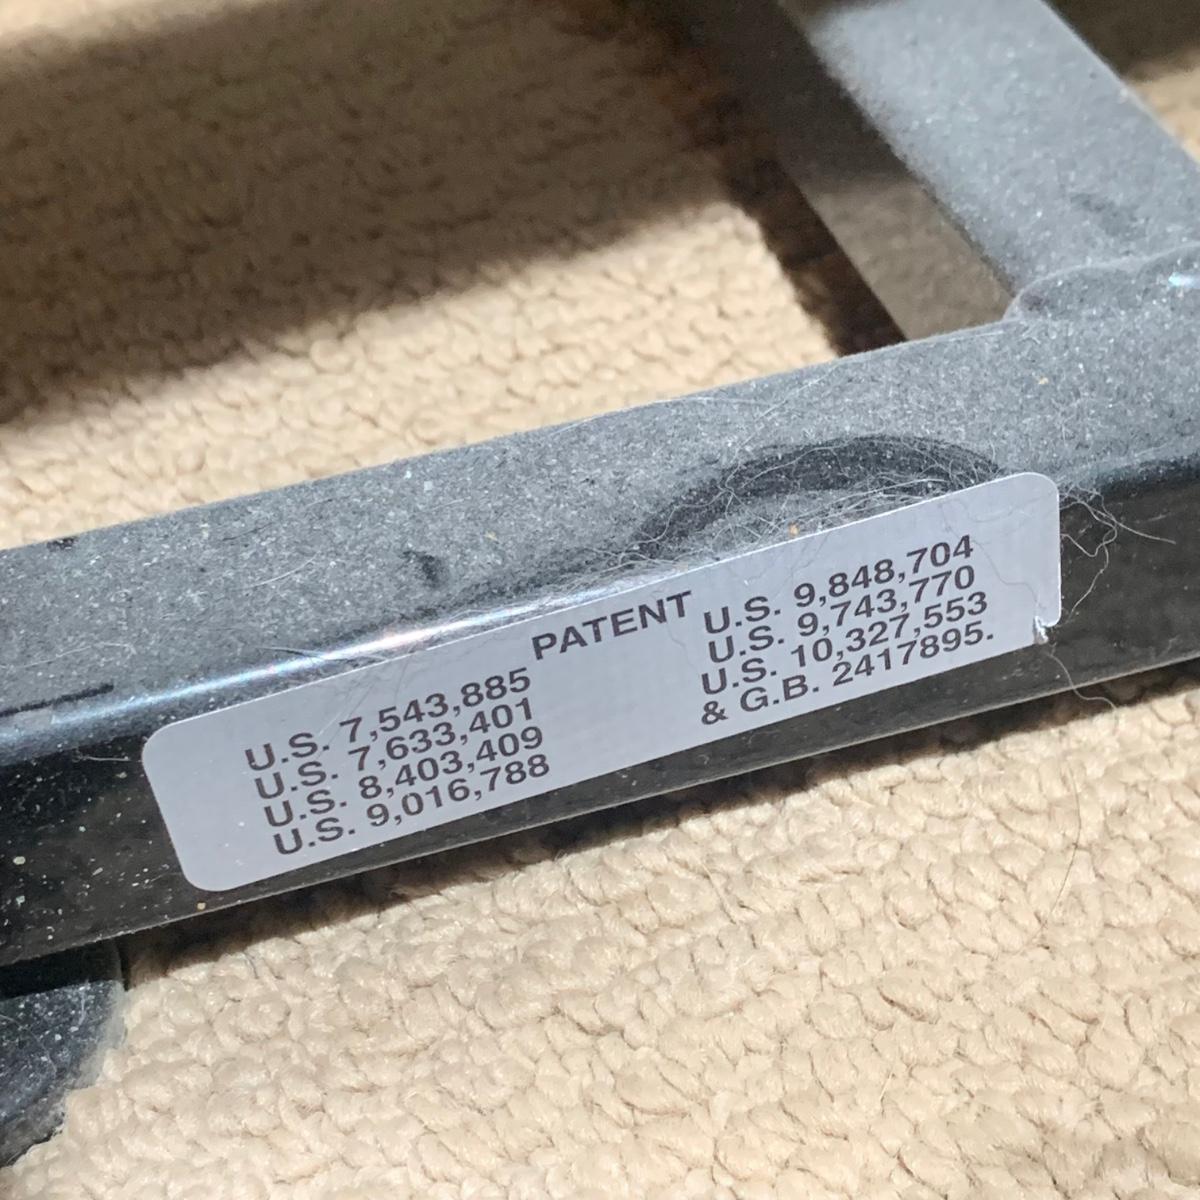 PATENT
U.S. 7,543,885
U.S. 7,633,401
U.S. 8,403,409
U.S. 9,016,788
U.S. 9,848,704
U.S. 9,743,770
U.S. 10,327,553
& G.B. 2417895.